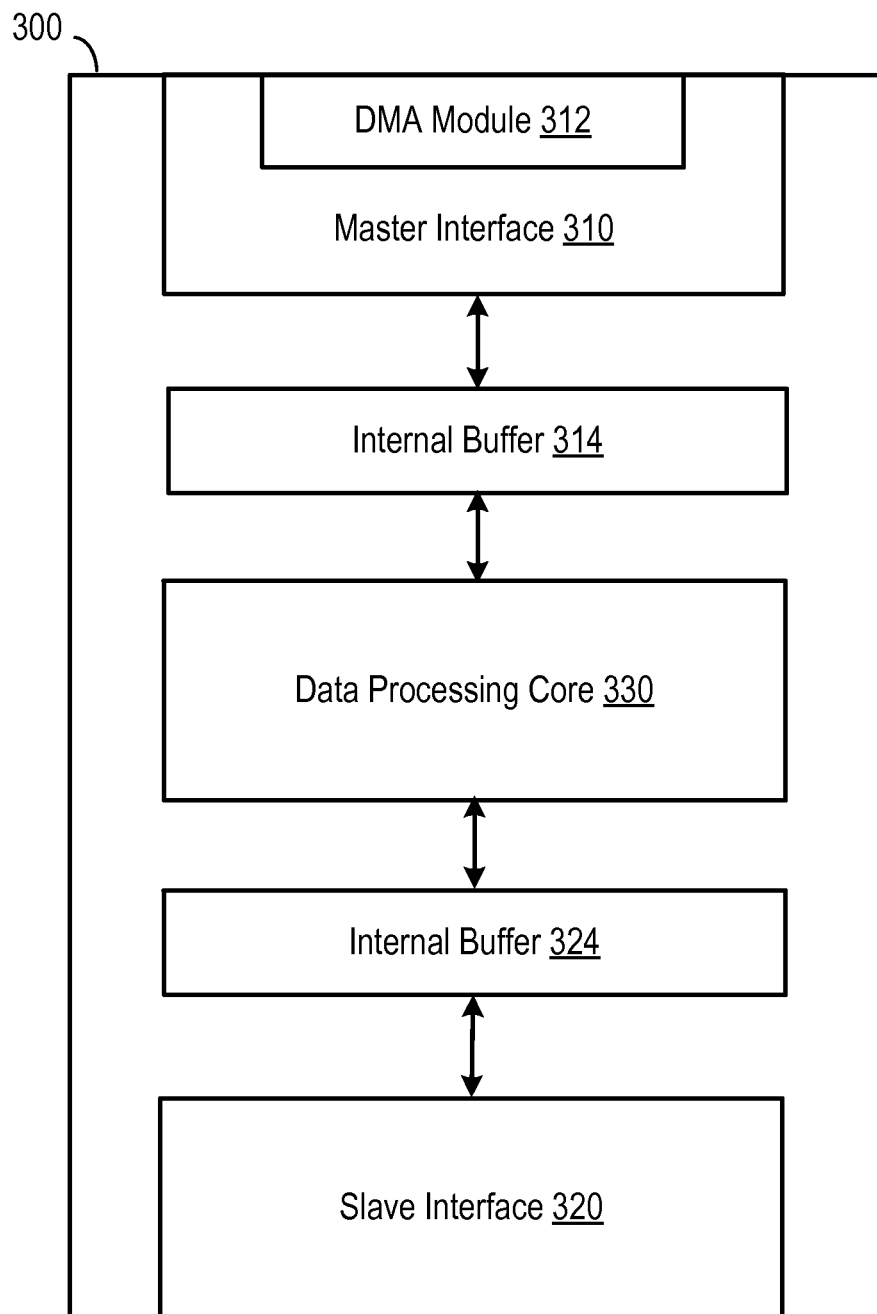 300
DMA Module 312
Master Interface 310
Internal Buffer 314
Data Processing Core 330
Internal Buffer 324
Slave Interface 320